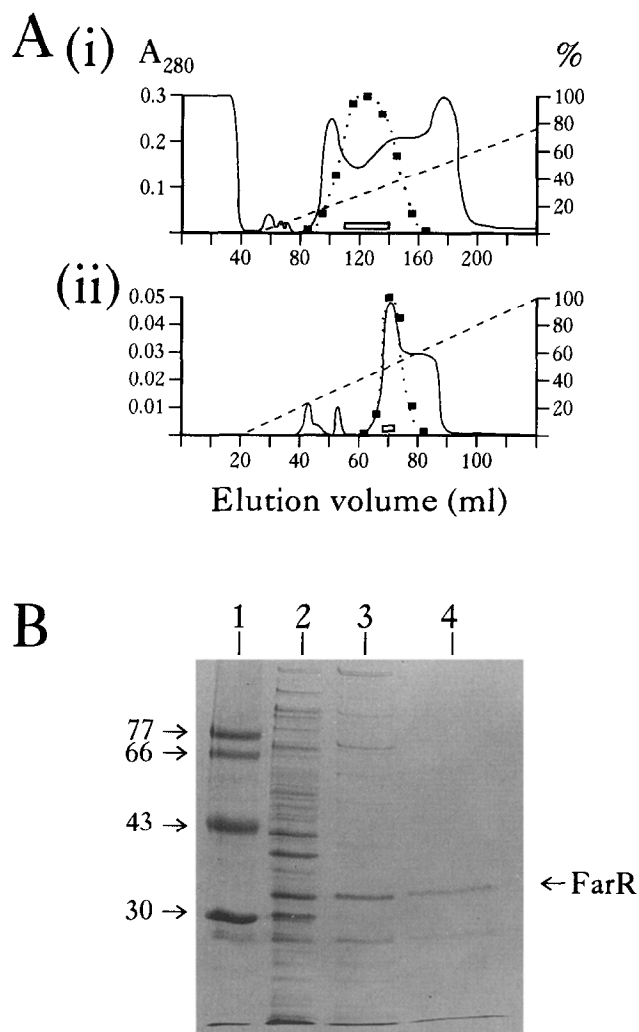 A (i) A280 %
0.3 100
80
0.2 60
0.1 40
20
40 80 120 160 200
(ii) 0.05 100
0.04 80
0.03 60
0.02 40
0.01 20
20 40 60 80 100
Elution volume (ml)
B 1 2 3 4
77 →
66 →
43 →
← FarR
30 →